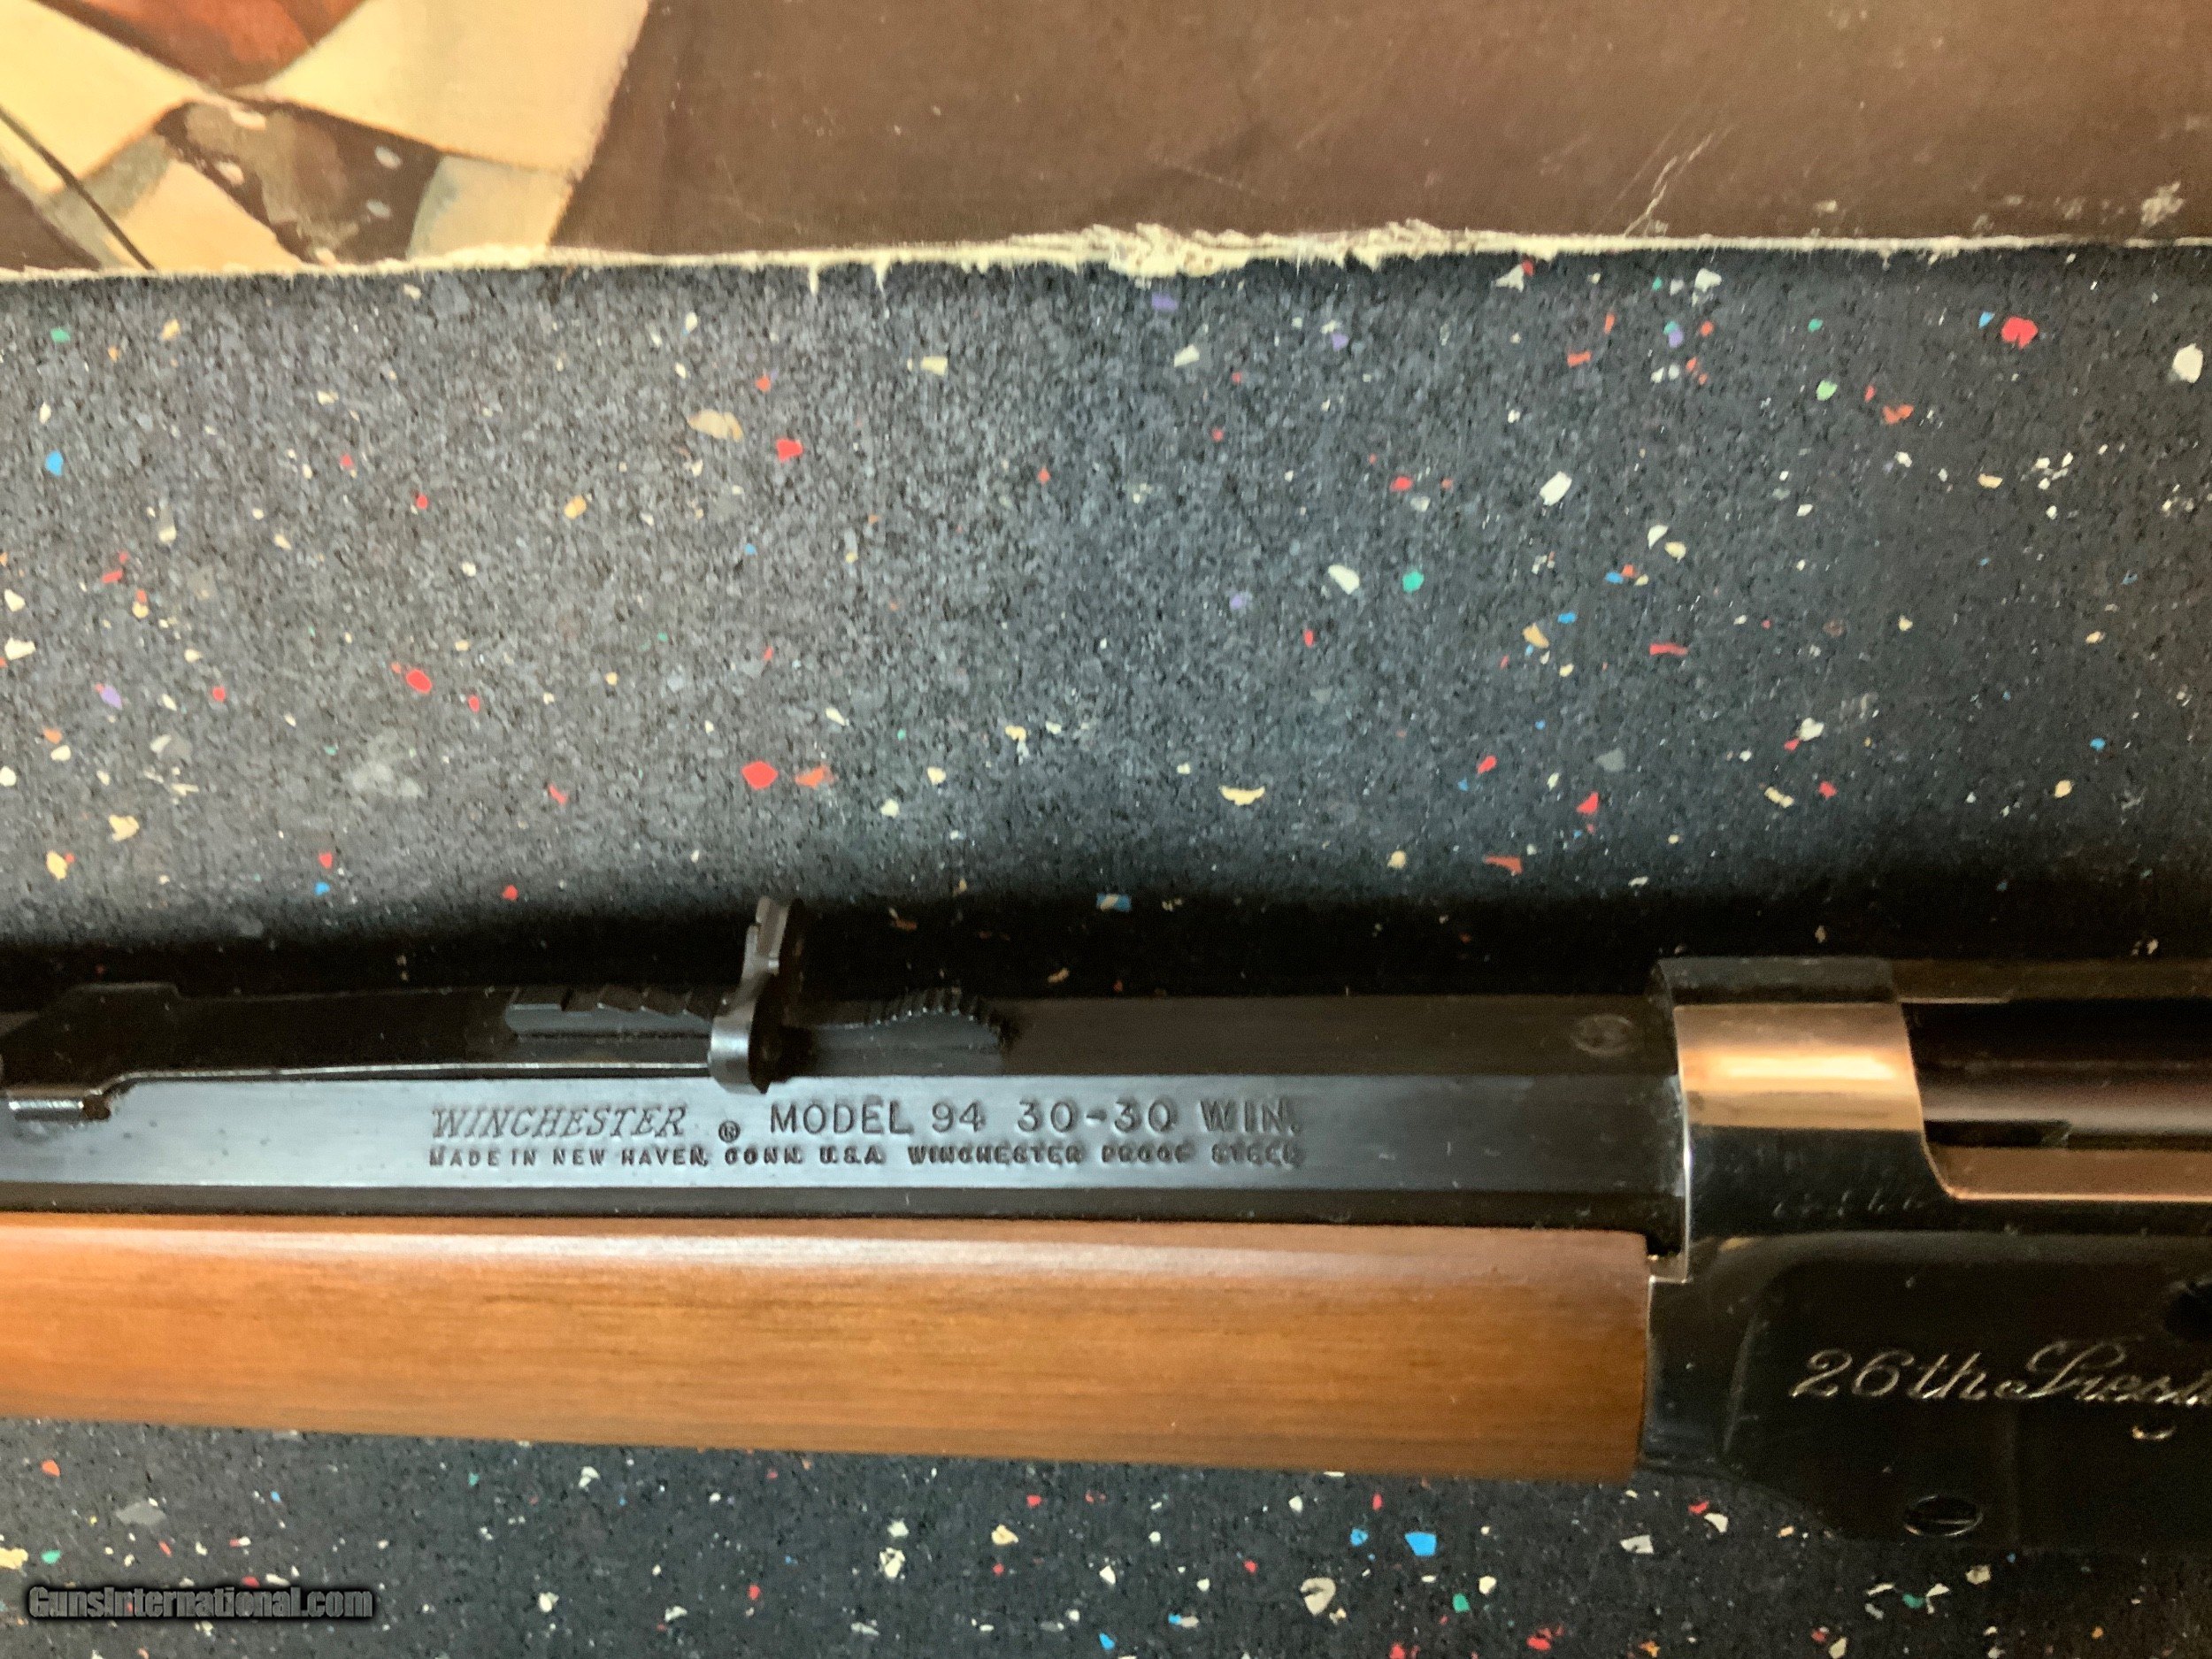 WINCHESTER ® MODEL 94 30-30 WIN.
MADE IN NEW HAVEN, CONN. U.S.A. WINCHESTER PROOF STEEL
26th
GunsInternational.com